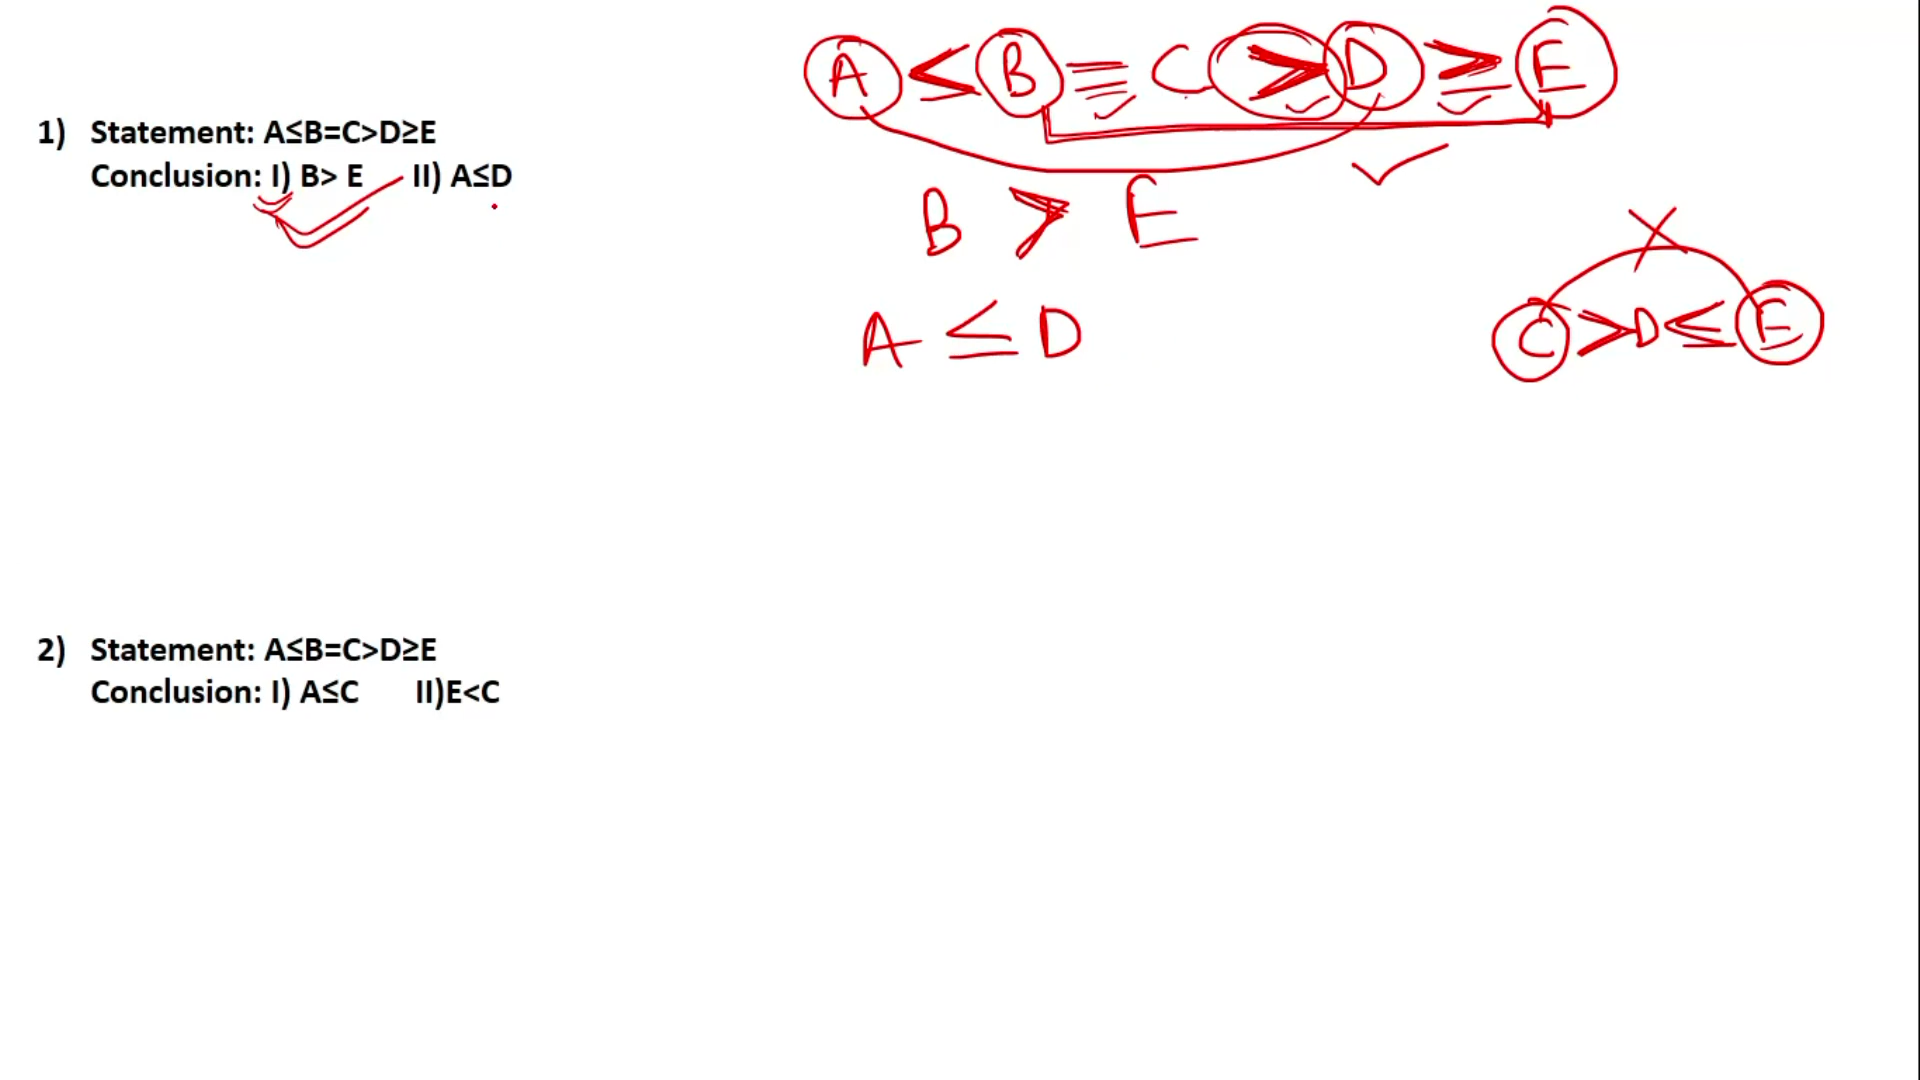 A ≤ B = C > D ≥ E
1) Statement: A≤B=C>D≥E
Conclusion: I) B> E II) A≤D
B > E
A ≤ D
C > D ≤ E
2) Statement: A≤B=C>D≥E
Conclusion: I) A≤C II)E<C